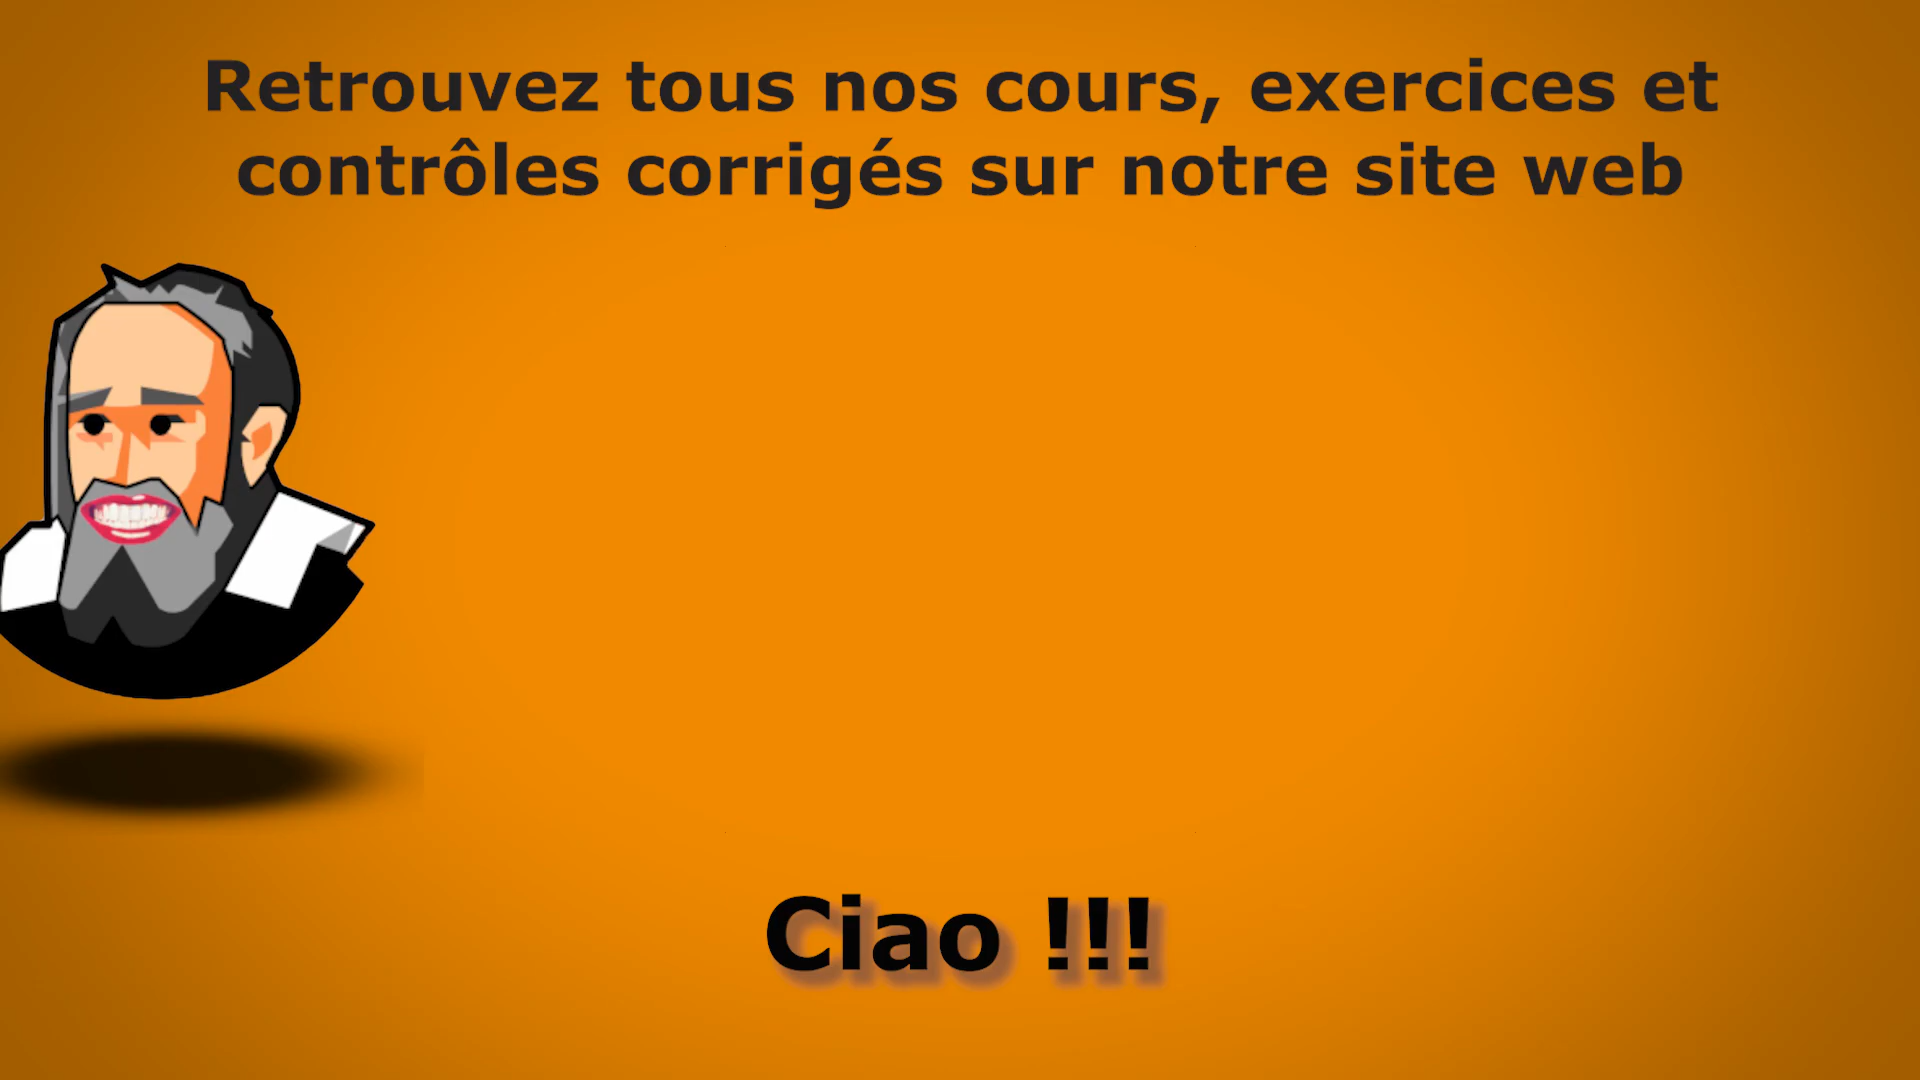 Retrouvez tous nos cours, exercices et
contrôles corrigés sur notre site web
Ciao !!!